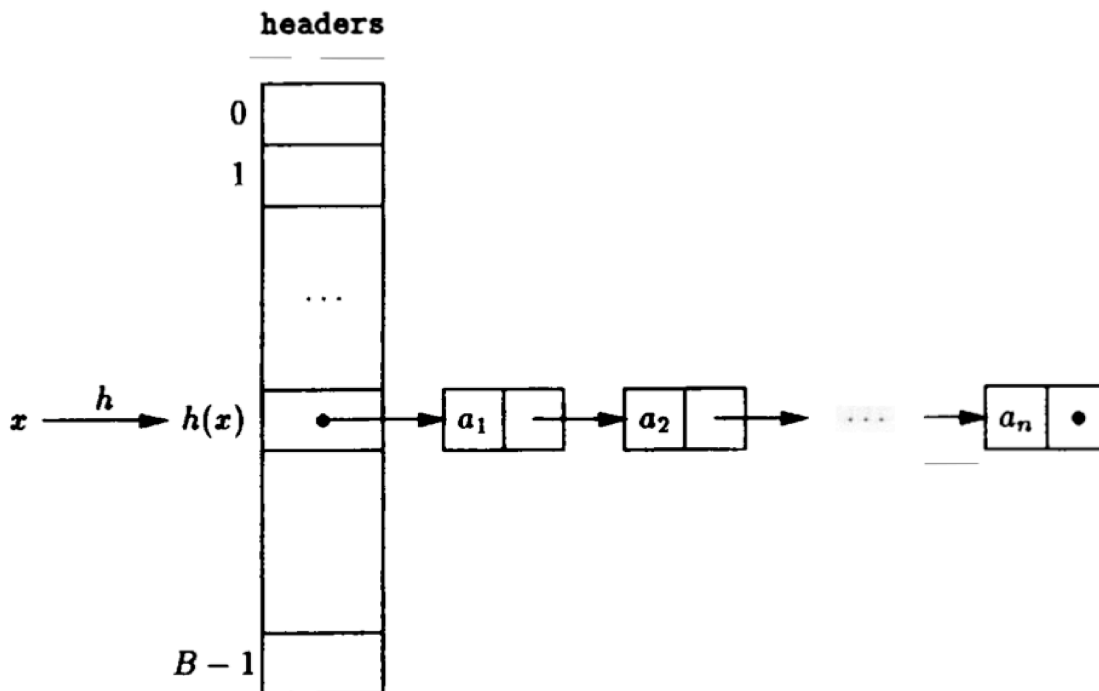 headers
0
1
...
x h h(x) a₁ a₂ ... aₙ
B − 1